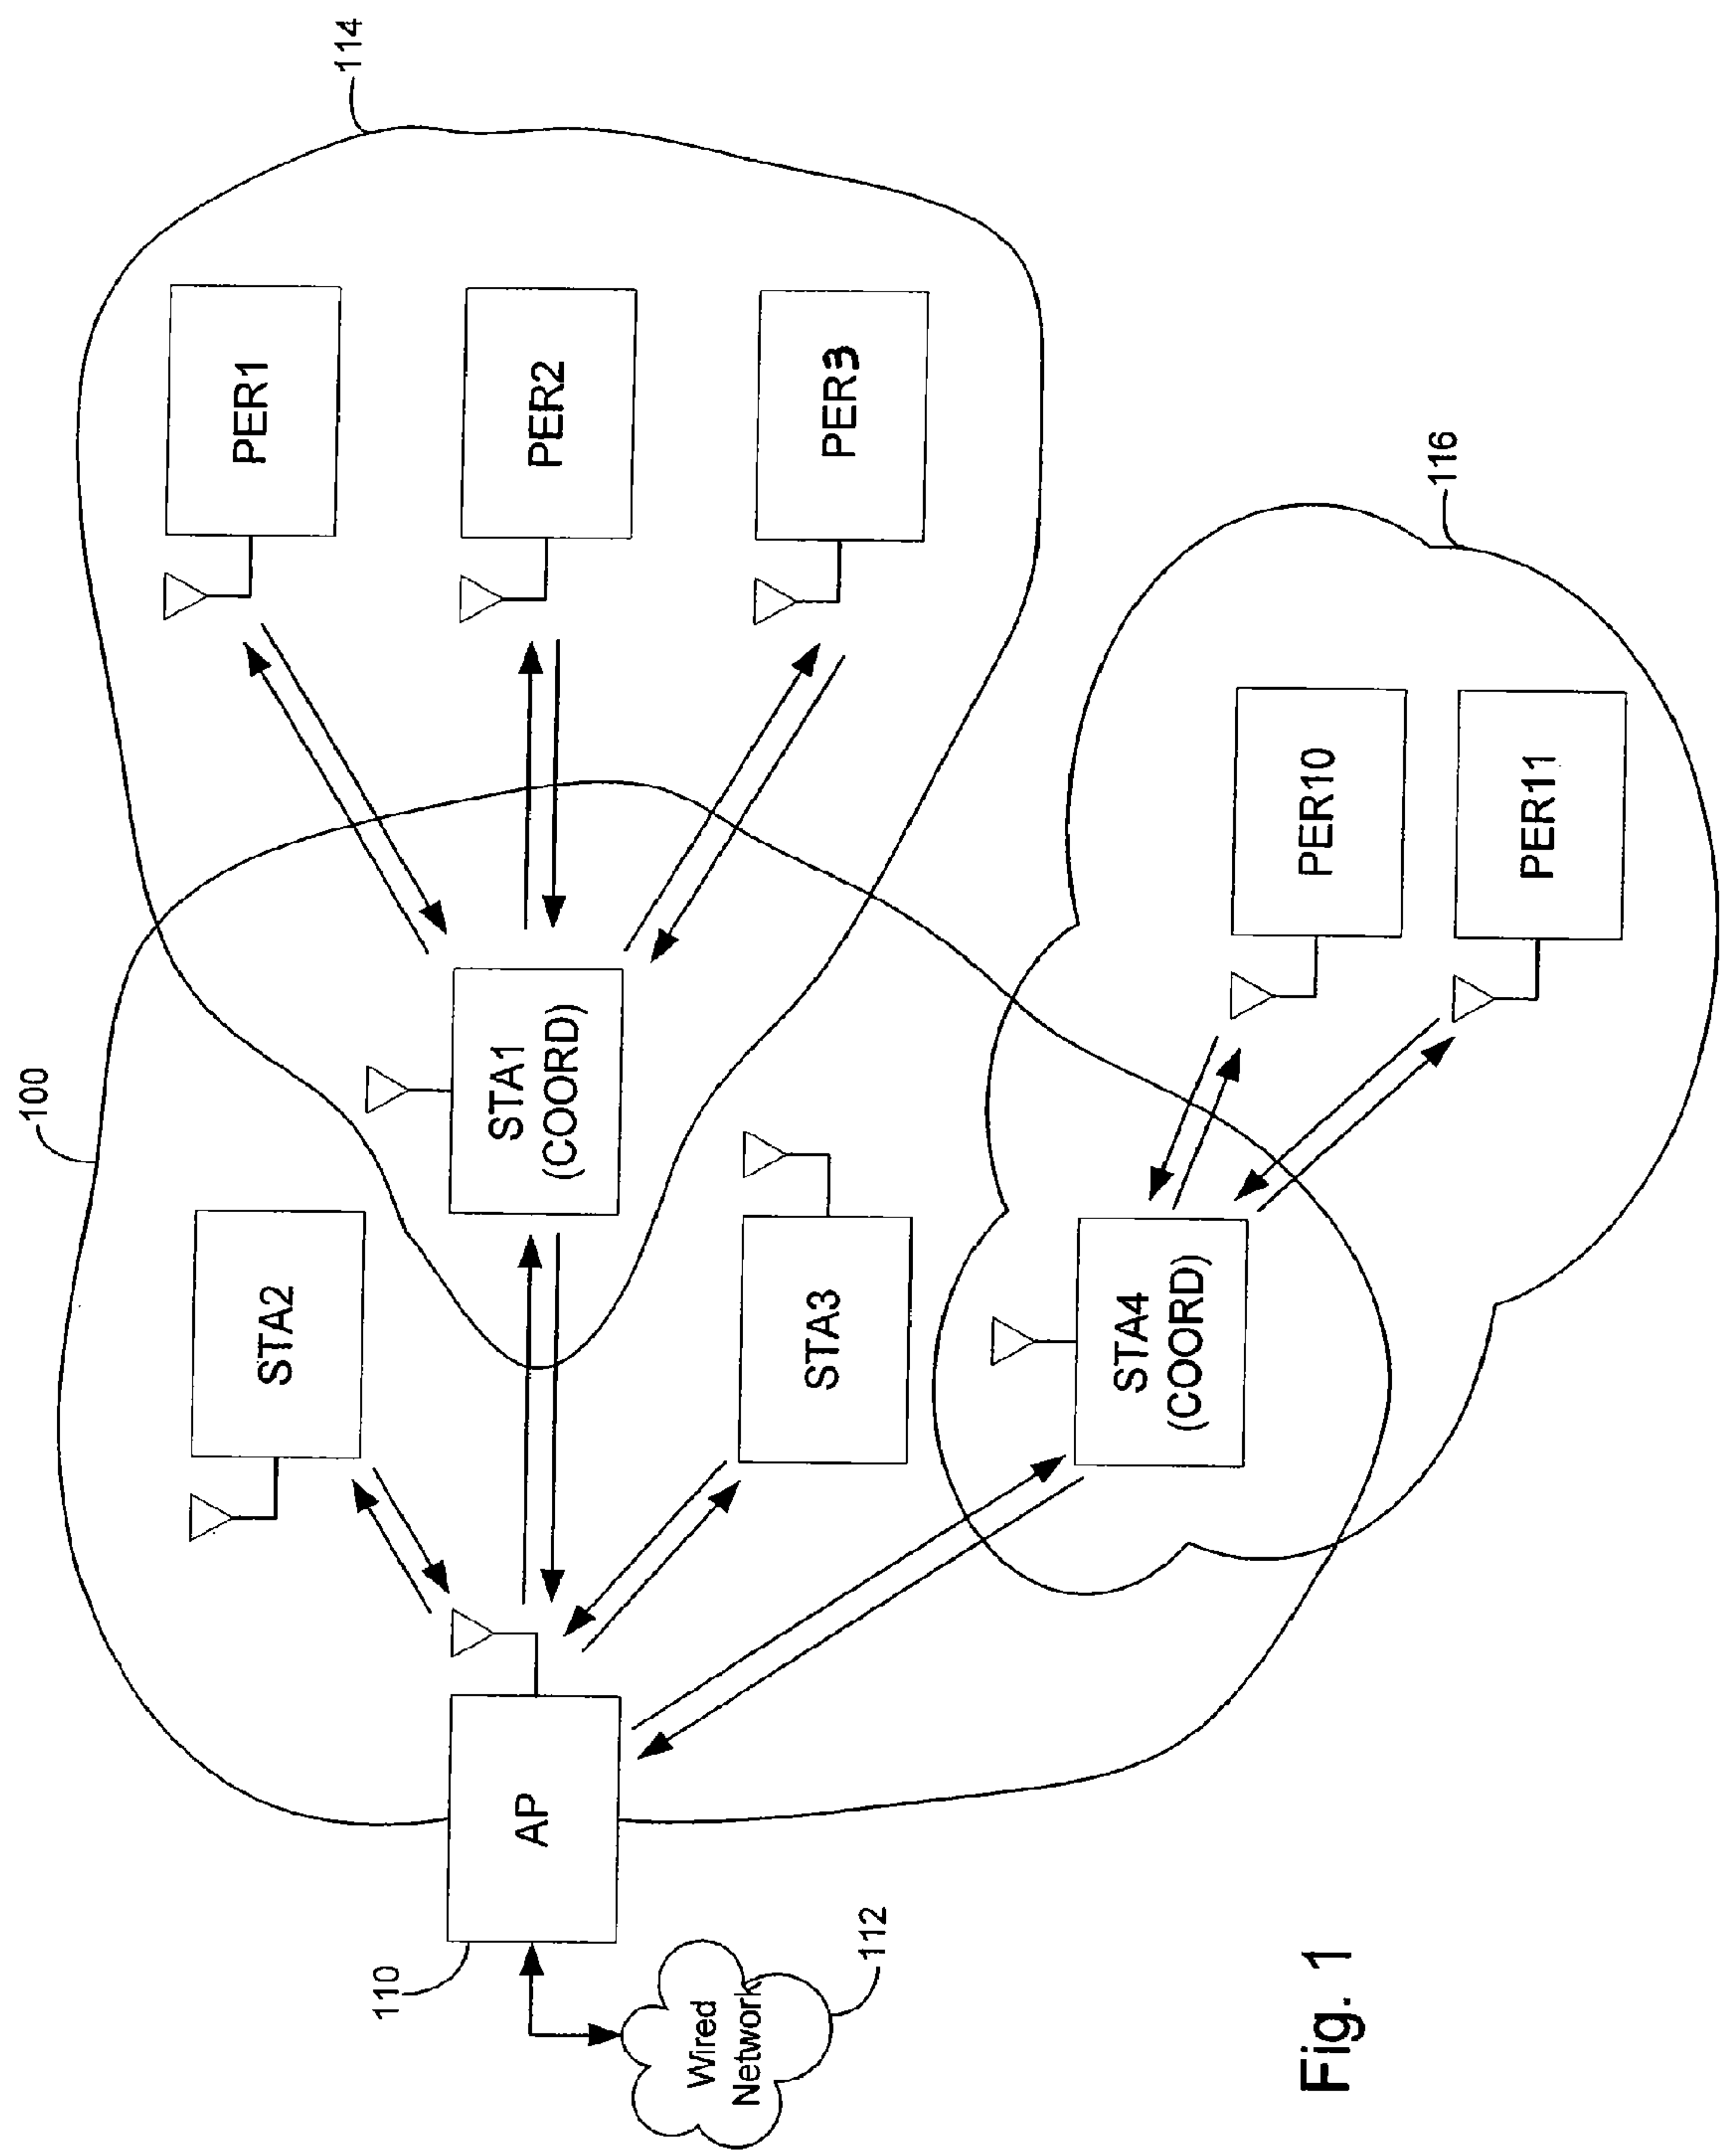 100
114
STA2
PER1
110
AP
STA1
(COORD)
PER2
Wired
Network
112
STA3
PER3
STA4
(COORD)
116
PER10
PER11
Fig. 1